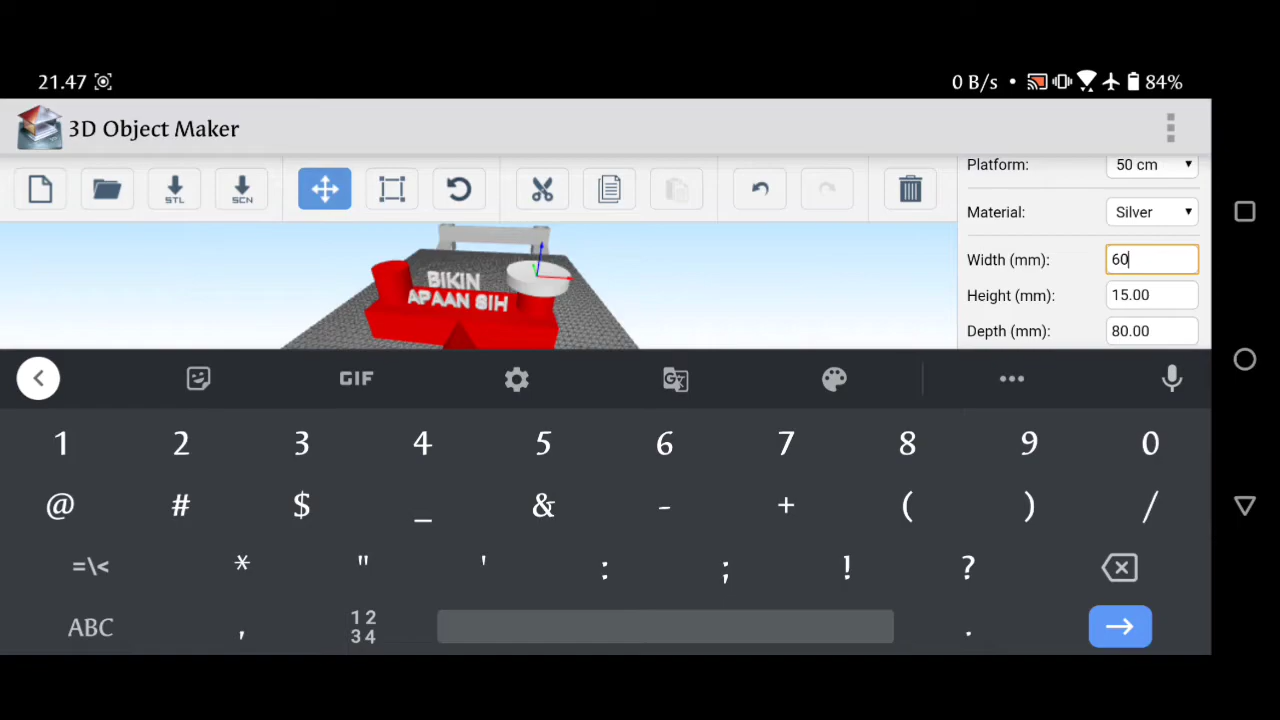 21.47
0 B/s • 84%
3D Object Maker
STL
SCN
Platform: 50 cm
Material: Silver
Width (mm): 60
Height (mm): 15.00
Depth (mm): 80.00
BIKIN
APAAN SIH
GIF
1 2 3 4 5 6 7 8 9 0
@ # $ _ & - + ( ) /
=\< * " ' : ; ! ?
ABC , 1 2 3 4 .